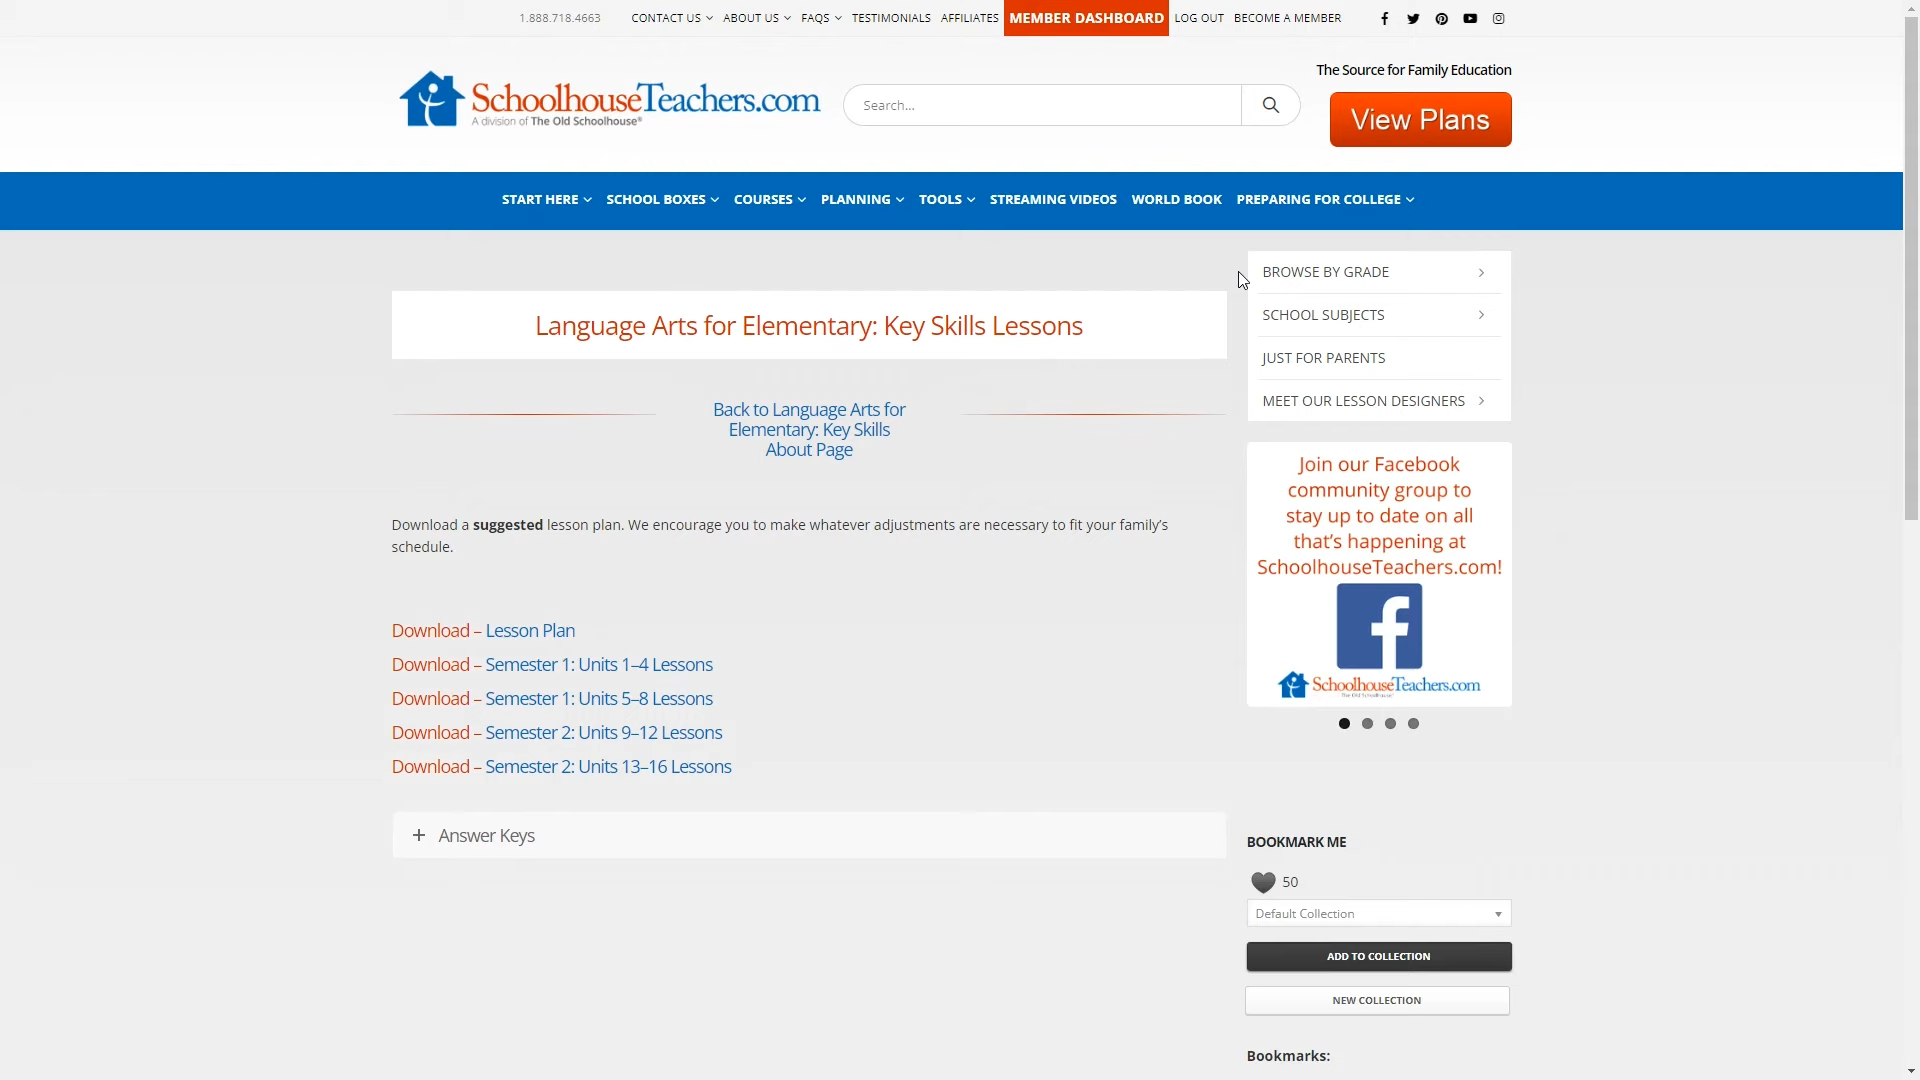 1.888.718.4663 CONTACT US ABOUT US FAQS TESTIMONIALS AFFILIATES MEMBER DASHBOARD LOG OUT BECOME A MEMBER
The Source for Family Education
SchoolhouseTeachers.com
A division of The Old Schoolhouse®
Search...
View Plans
START HERE SCHOOL BOXES COURSES PLANNING TOOLS STREAMING VIDEOS WORLD BOOK PREPARING FOR COLLEGE
Language Arts for Elementary: Key Skills Lessons
Back to Language Arts for
Elementary: Key Skills
About Page
Download a suggested lesson plan. We encourage you to make whatever adjustments are necessary to fit your family’s
schedule.
Download – Lesson Plan
Download – Semester 1: Units 1–4 Lessons
Download – Semester 1: Units 5–8 Lessons
Download – Semester 2: Units 9–12 Lessons
Download – Semester 2: Units 13–16 Lessons
+ Answer Keys
BROWSE BY GRADE
SCHOOL SUBJECTS
JUST FOR PARENTS
MEET OUR LESSON DESIGNERS
Join our Facebook
community group to
stay up to date on all
that’s happening at
SchoolhouseTeachers.com!
SchoolhouseTeachers.com
BOOKMARK ME
50
Default Collection
ADD TO COLLECTION
NEW COLLECTION
Bookmarks: